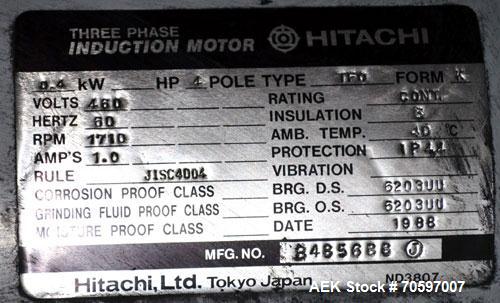 THREE PHASE
INDUCTION MOTOR HITACHI
0.4 kW HP 4 POLE TYPE TFO FORM K
VOLTS 460 RATING CONT.
HERTZ 60 INSULATION E
RPM 1710 AMB. TEMP. 40 °C
AMP'S 1.0 PROTECTION IP44
RULE JISC4004 VIBRATION
CORROSION PROOF CLASS BRG. D.S. 6203UU
GRINDING FLUID PROOF CLASS BRG. O.S. 6203UU
MOISTURE PROOF CLASS DATE 1988
MFG. NO. J
Hitachi, Ltd. Tokyo Japan ND3807
AEK Stock # 70597007